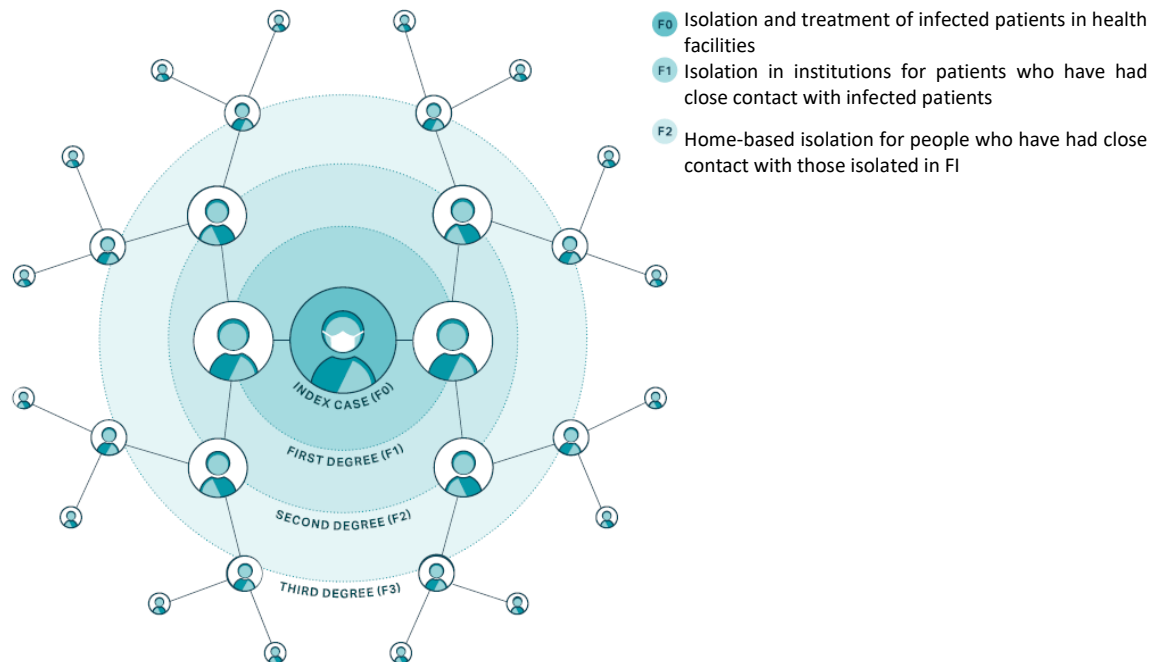 F0 Isolation and treatment of infected patients in health
facilities
F1 Isolation in institutions for patients who have had
close contact with infected patients
F2 Home-based isolation for people who have had close
contact with those isolated in FI
INDEX CASE (F0)
FIRST DEGREE (F1)
SECOND DEGREE (F2)
THIRD DEGREE (F3)